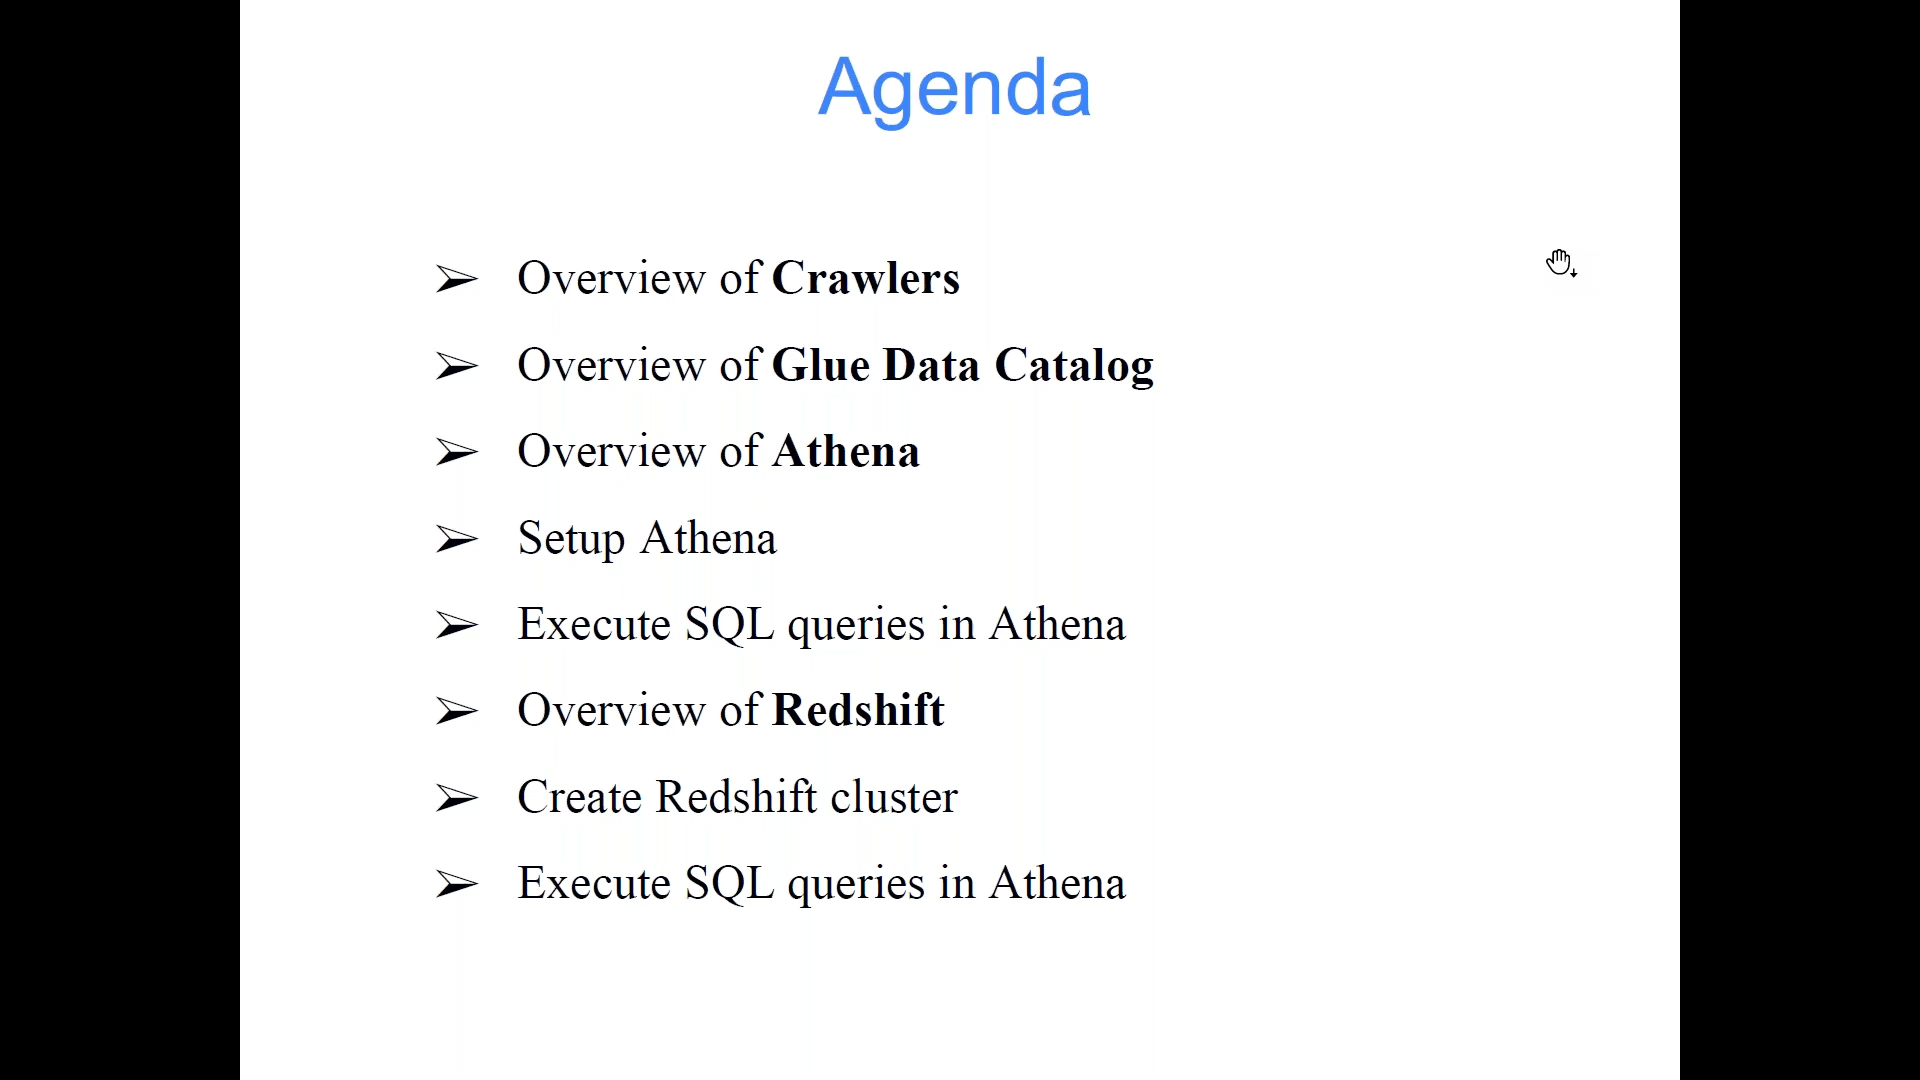 Agenda
➢ Overview of Crawlers
➢ Overview of Glue Data Catalog
➢ Overview of Athena
➢ Setup Athena
➢ Execute SQL queries in Athena
➢ Overview of Redshift
➢ Create Redshift cluster
➢ Execute SQL queries in Athena